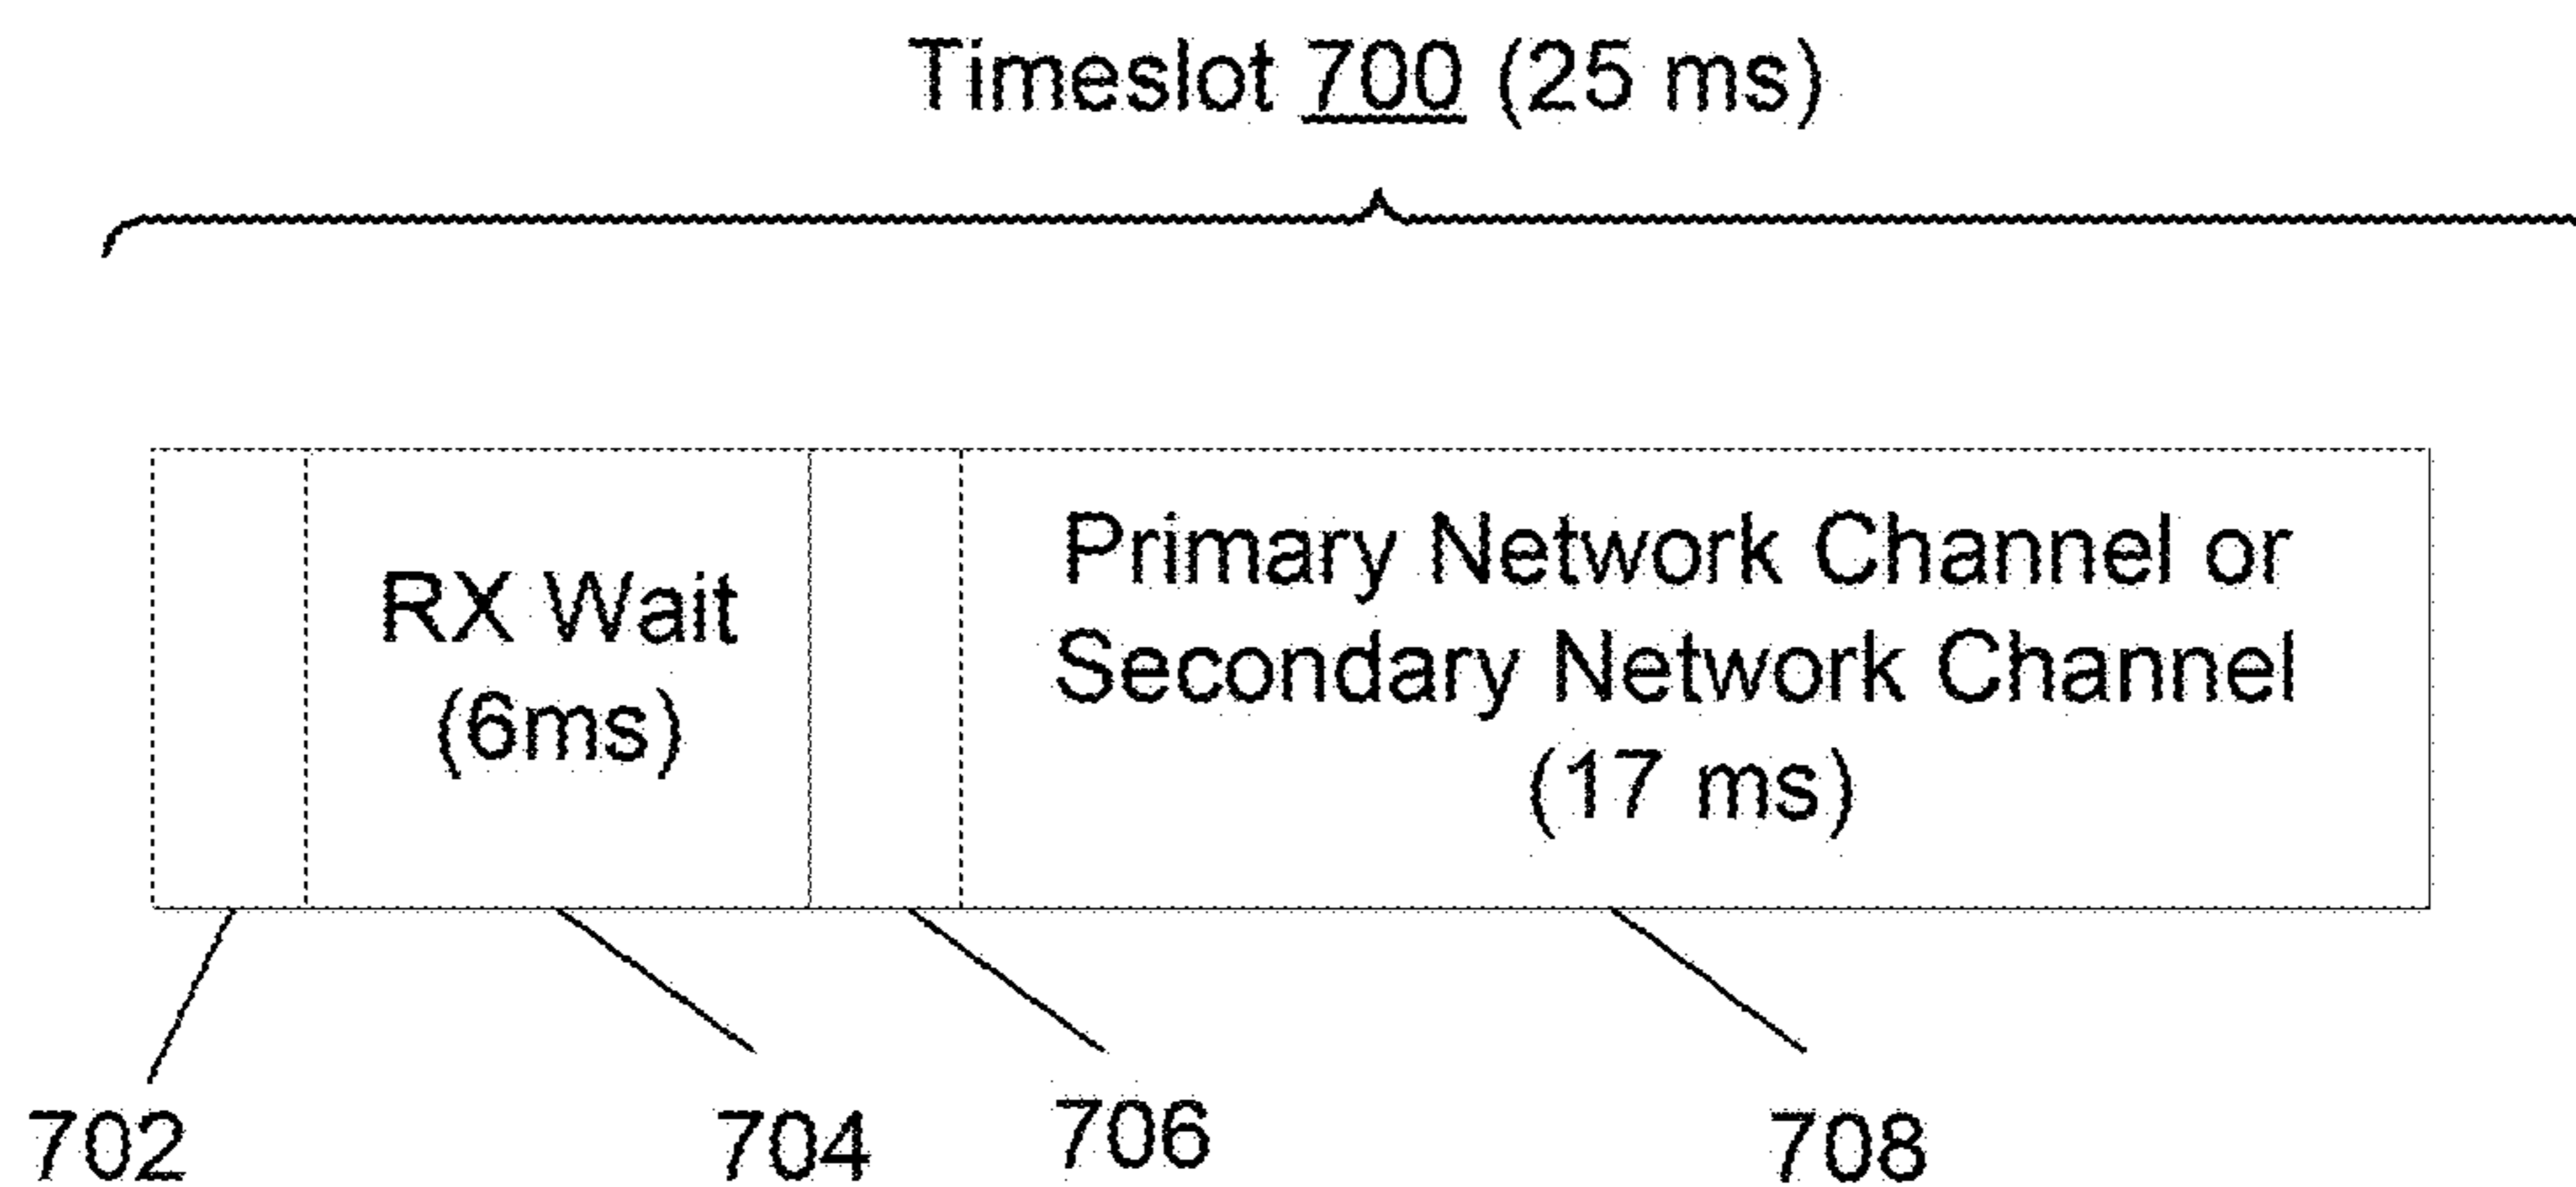 Timeslot 700 (25 ms)
RX Wait
(6ms)
Primary Network Channel or
Secondary Network Channel
(17 ms)
702
704
706
708